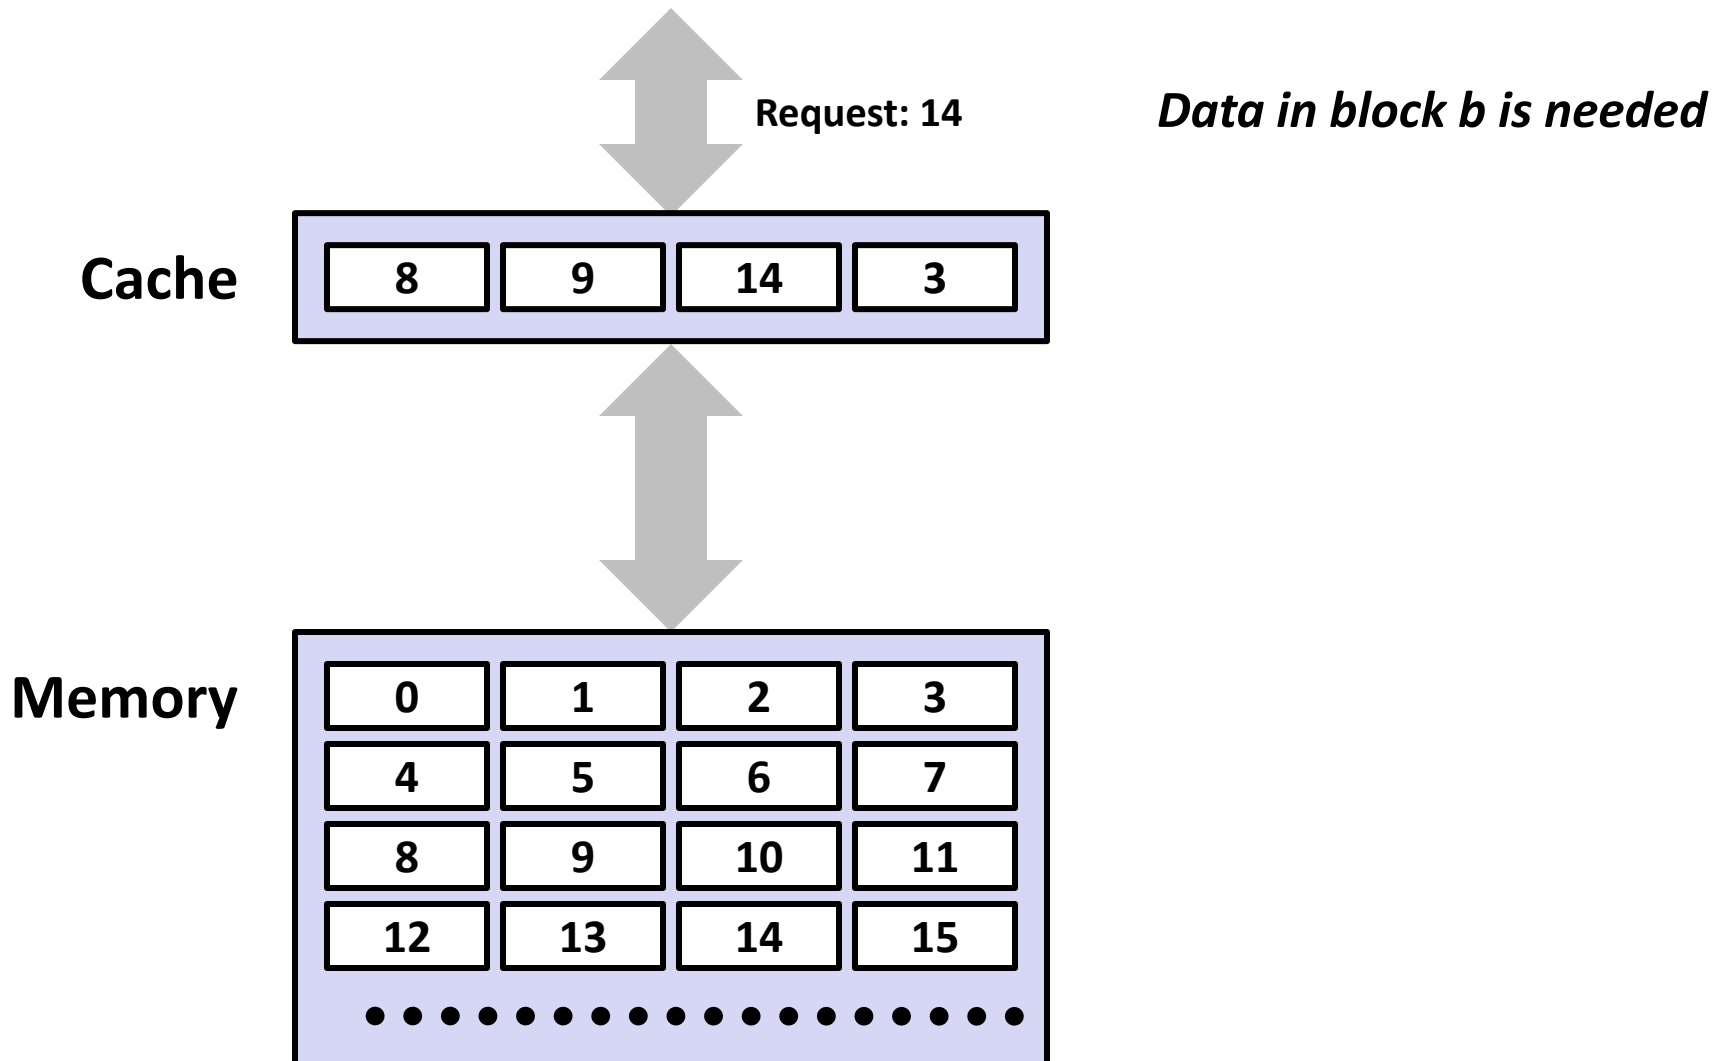 Request: 14
Data in block b is needed
Cache
8 9 14 3
Memory
0 1 2 3
4 5 6 7
8 9 10 11
12 13 14 15